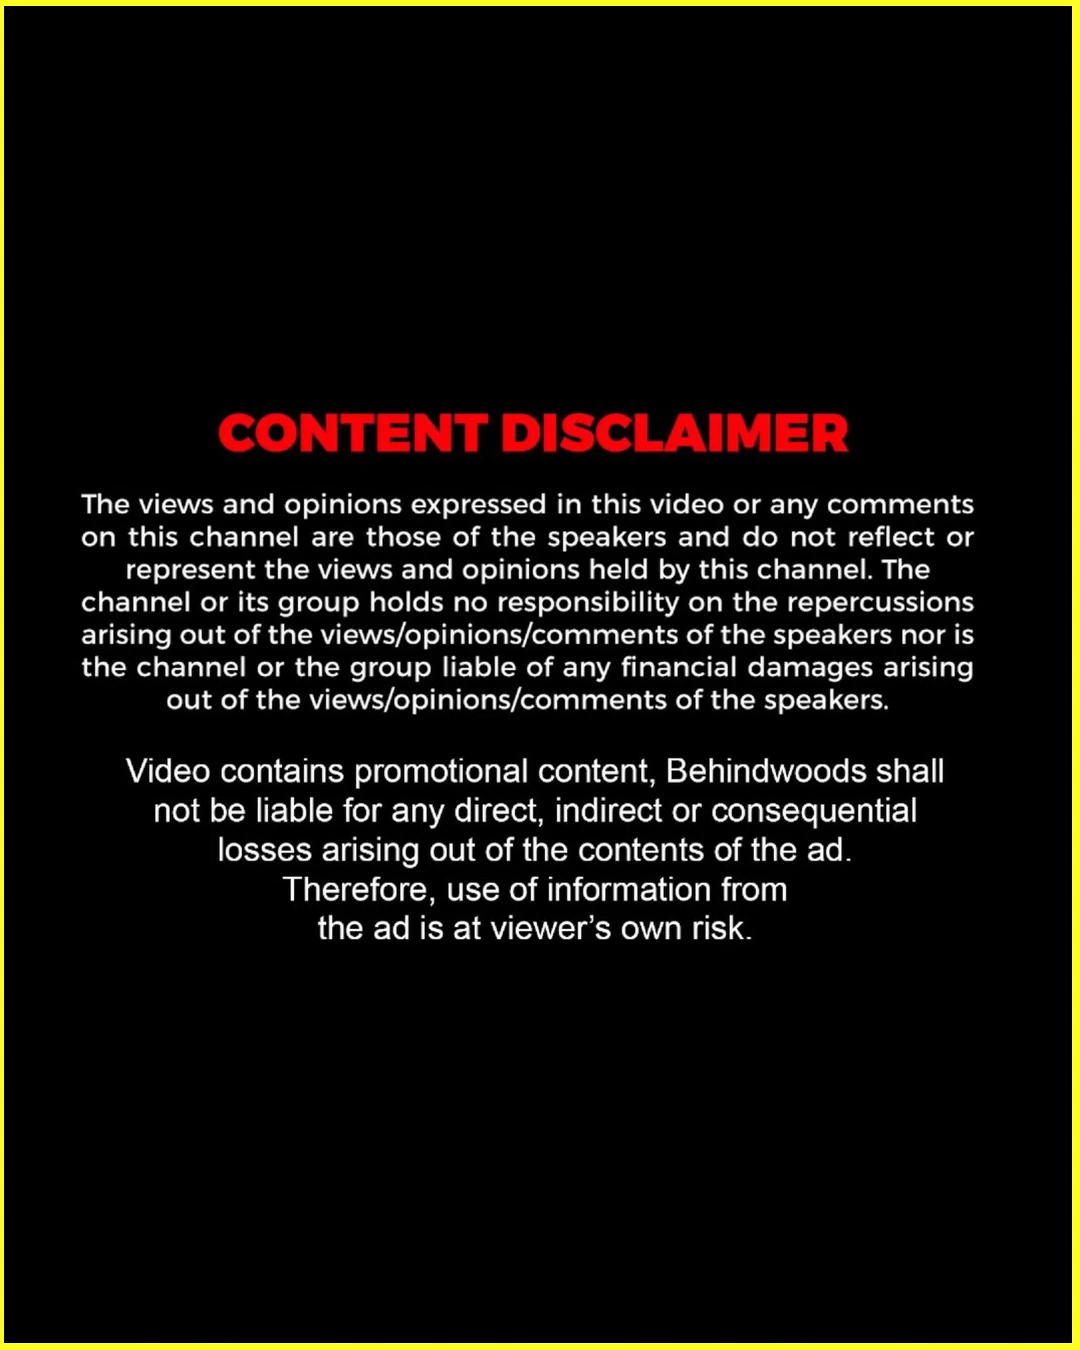 CONTENT DISCLAIMER
The views and opinions expressed in this video or any comments
on this channel are those of the speakers and do not reflect or
represent the views and opinions held by this channel. The
channel or its group holds no responsibility on the repercussions
arising out of the views/opinions/comments of the speakers nor is
the channel or the group liable of any financial damages arising
out of the views/opinions/comments of the speakers.
Video contains promotional content, Behindwoods shall
not be liable for any direct, indirect or consequential
losses arising out of the contents of the ad.
Therefore, use of information from
the ad is at viewer’s own risk.